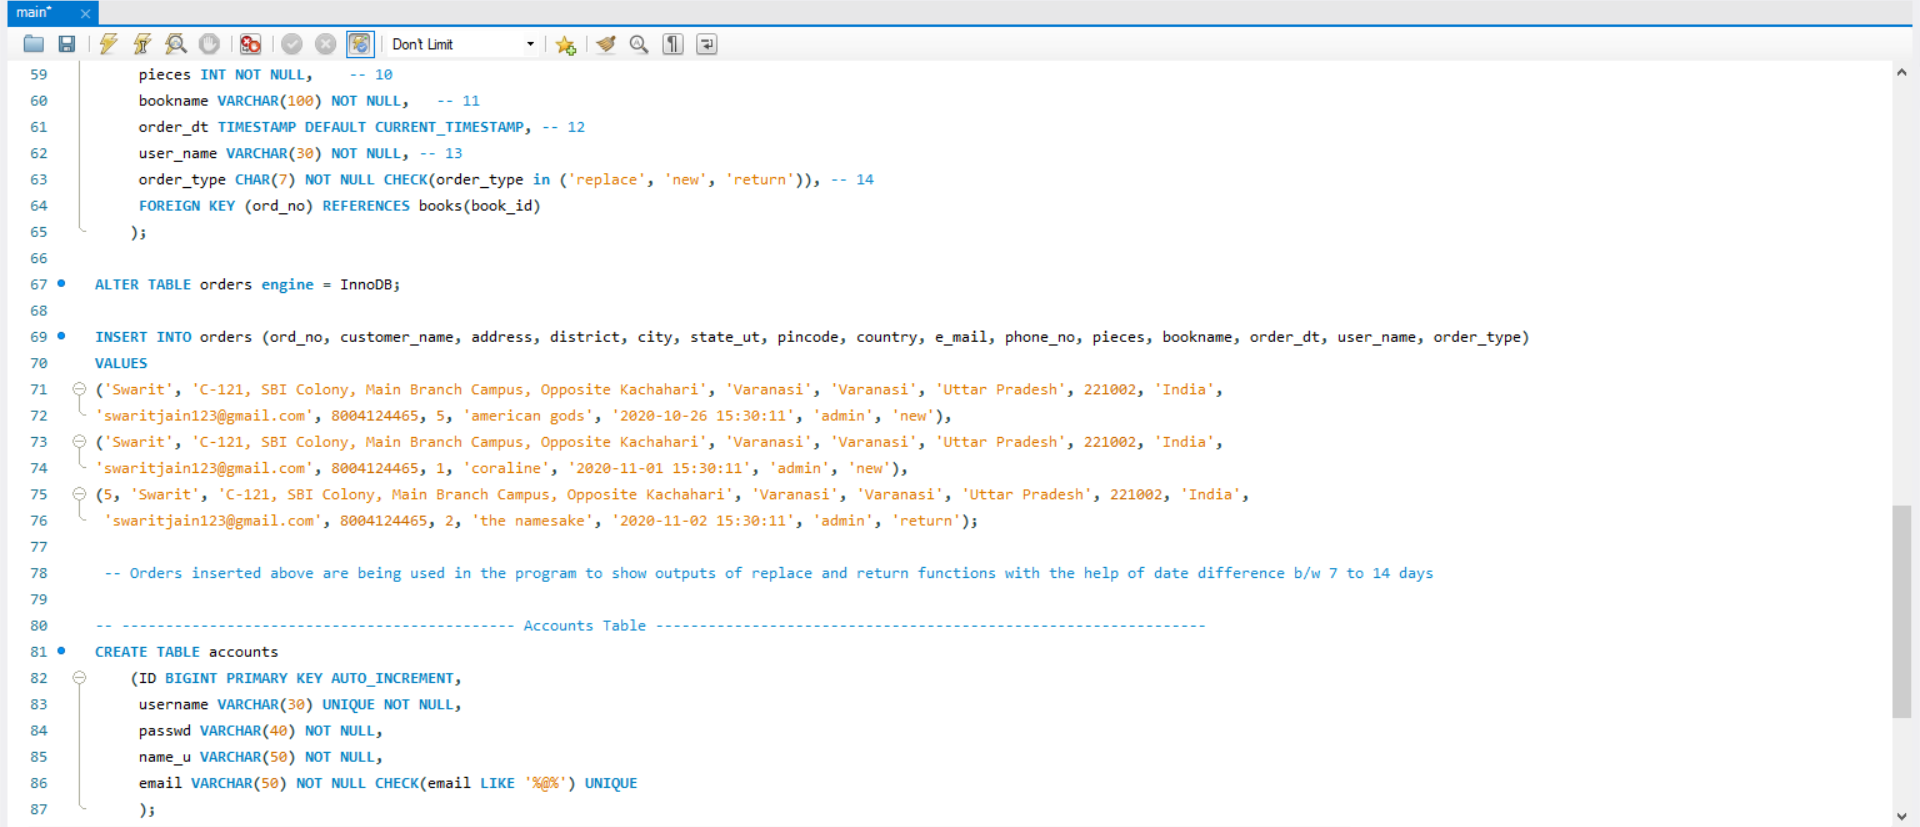 main*
Don't Limit
59 pieces INT NOT NULL, -- 10
60 bookname VARCHAR(100) NOT NULL, -- 11
61 order_dt TIMESTAMP DEFAULT CURRENT_TIMESTAMP, -- 12
62 user_name VARCHAR(30) NOT NULL, -- 13
63 order_type CHAR(7) NOT NULL CHECK(order_type in ('replace', 'new', 'return')), -- 14
64 FOREIGN KEY (ord_no) REFERENCES books(book_id)
65 );
66
67 ALTER TABLE orders engine = InnoDB;
68
69 INSERT INTO orders (ord_no, customer_name, address, district, city, state_ut, pincode, country, e_mail, phone_no, pieces, bookname, order_dt, user_name, order_type)
70 VALUES
71 ('Swarit', 'C-121, SBI Colony, Main Branch Campus, Opposite Kachahari', 'Varanasi', 'Varanasi', 'Uttar Pradesh', 221002, 'India',
72 'swaritjain123@gmail.com', 8004124465, 5, 'american gods', '2020-10-26 15:30:11', 'admin', 'new'),
73 ('Swarit', 'C-121, SBI Colony, Main Branch Campus, Opposite Kachahari', 'Varanasi', 'Varanasi', 'Uttar Pradesh', 221002, 'India',
74 'swaritjain123@gmail.com', 8004124465, 1, 'coraline', '2020-11-01 15:30:11', 'admin', 'new'),
75 (5, 'Swarit', 'C-121, SBI Colony, Main Branch Campus, Opposite Kachahari', 'Varanasi', 'Varanasi', 'Uttar Pradesh', 221002, 'India',
76 'swaritjain123@gmail.com', 8004124465, 2, 'the namesake', '2020-11-02 15:30:11', 'admin', 'return');
77
78 -- Orders inserted above are being used in the program to show outputs of replace and return functions with the help of date difference b/w 7 to 14 days
79
80 -- --------------------------------------------- Accounts Table ---------------------------------------------------------------
81 CREATE TABLE accounts
82 (ID BIGINT PRIMARY KEY AUTO_INCREMENT,
83 username VARCHAR(30) UNIQUE NOT NULL,
84 passwd VARCHAR(40) NOT NULL,
85 name_u VARCHAR(50) NOT NULL,
86 email VARCHAR(50) NOT NULL CHECK(email LIKE '%@%') UNIQUE
87 );